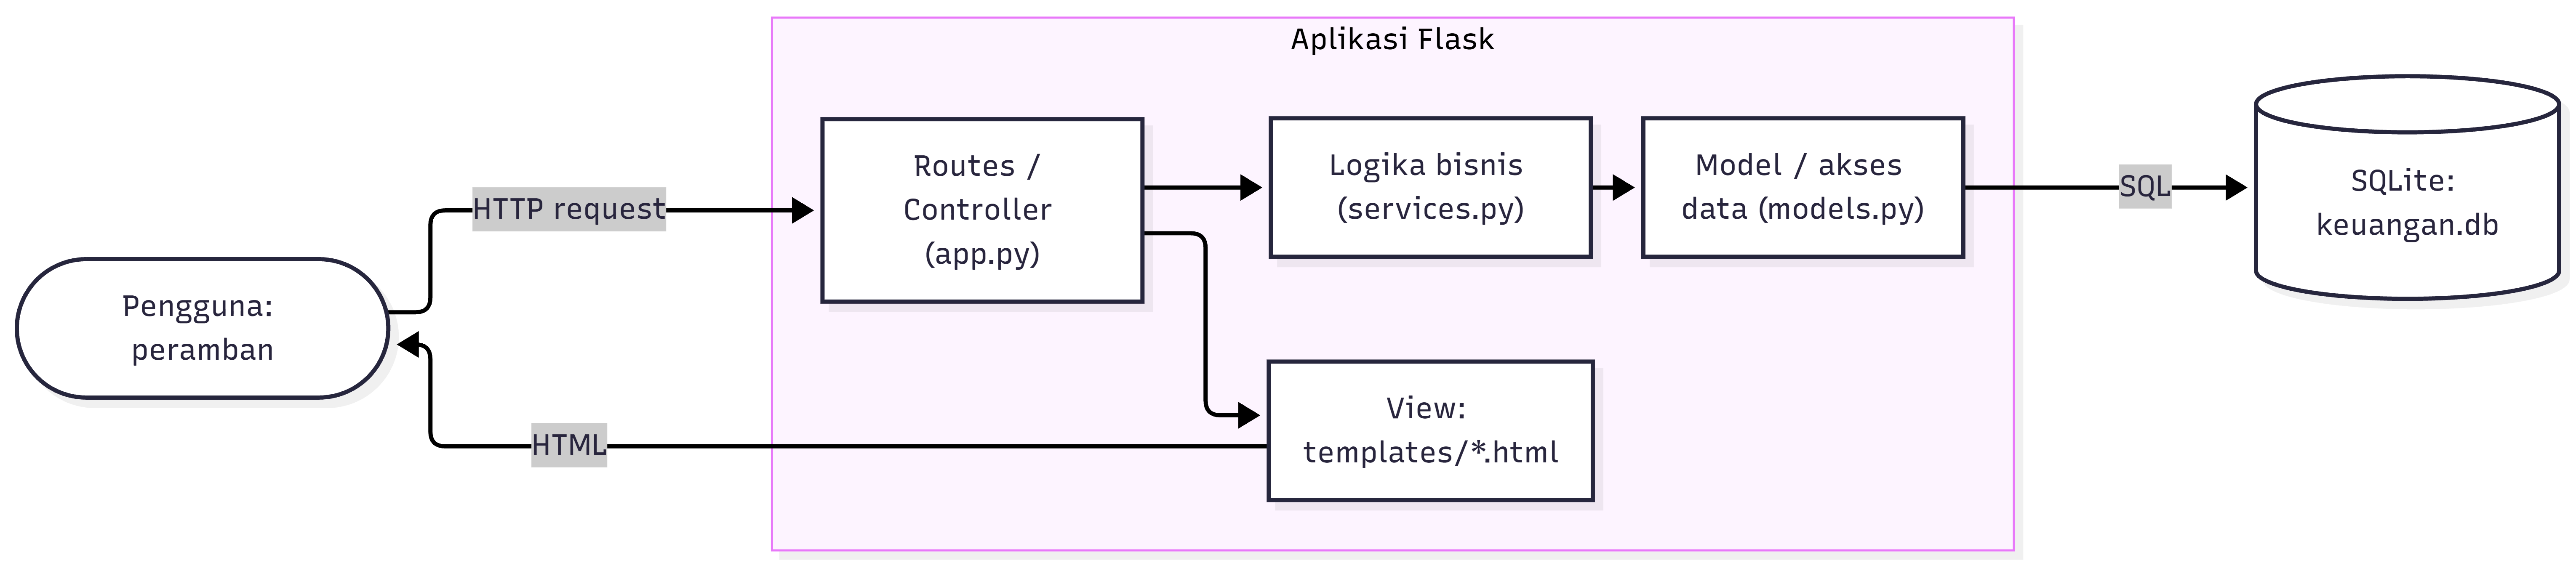 Aplikasi Flask
Pengguna:
peramban
HTTP request
Routes /
Controller
(app.py)
Logika bisnis
(services.py)
Model / akses
data (models.py)
SQL
SQLite:
keuangan.db
View:
templates/*.html
HTML